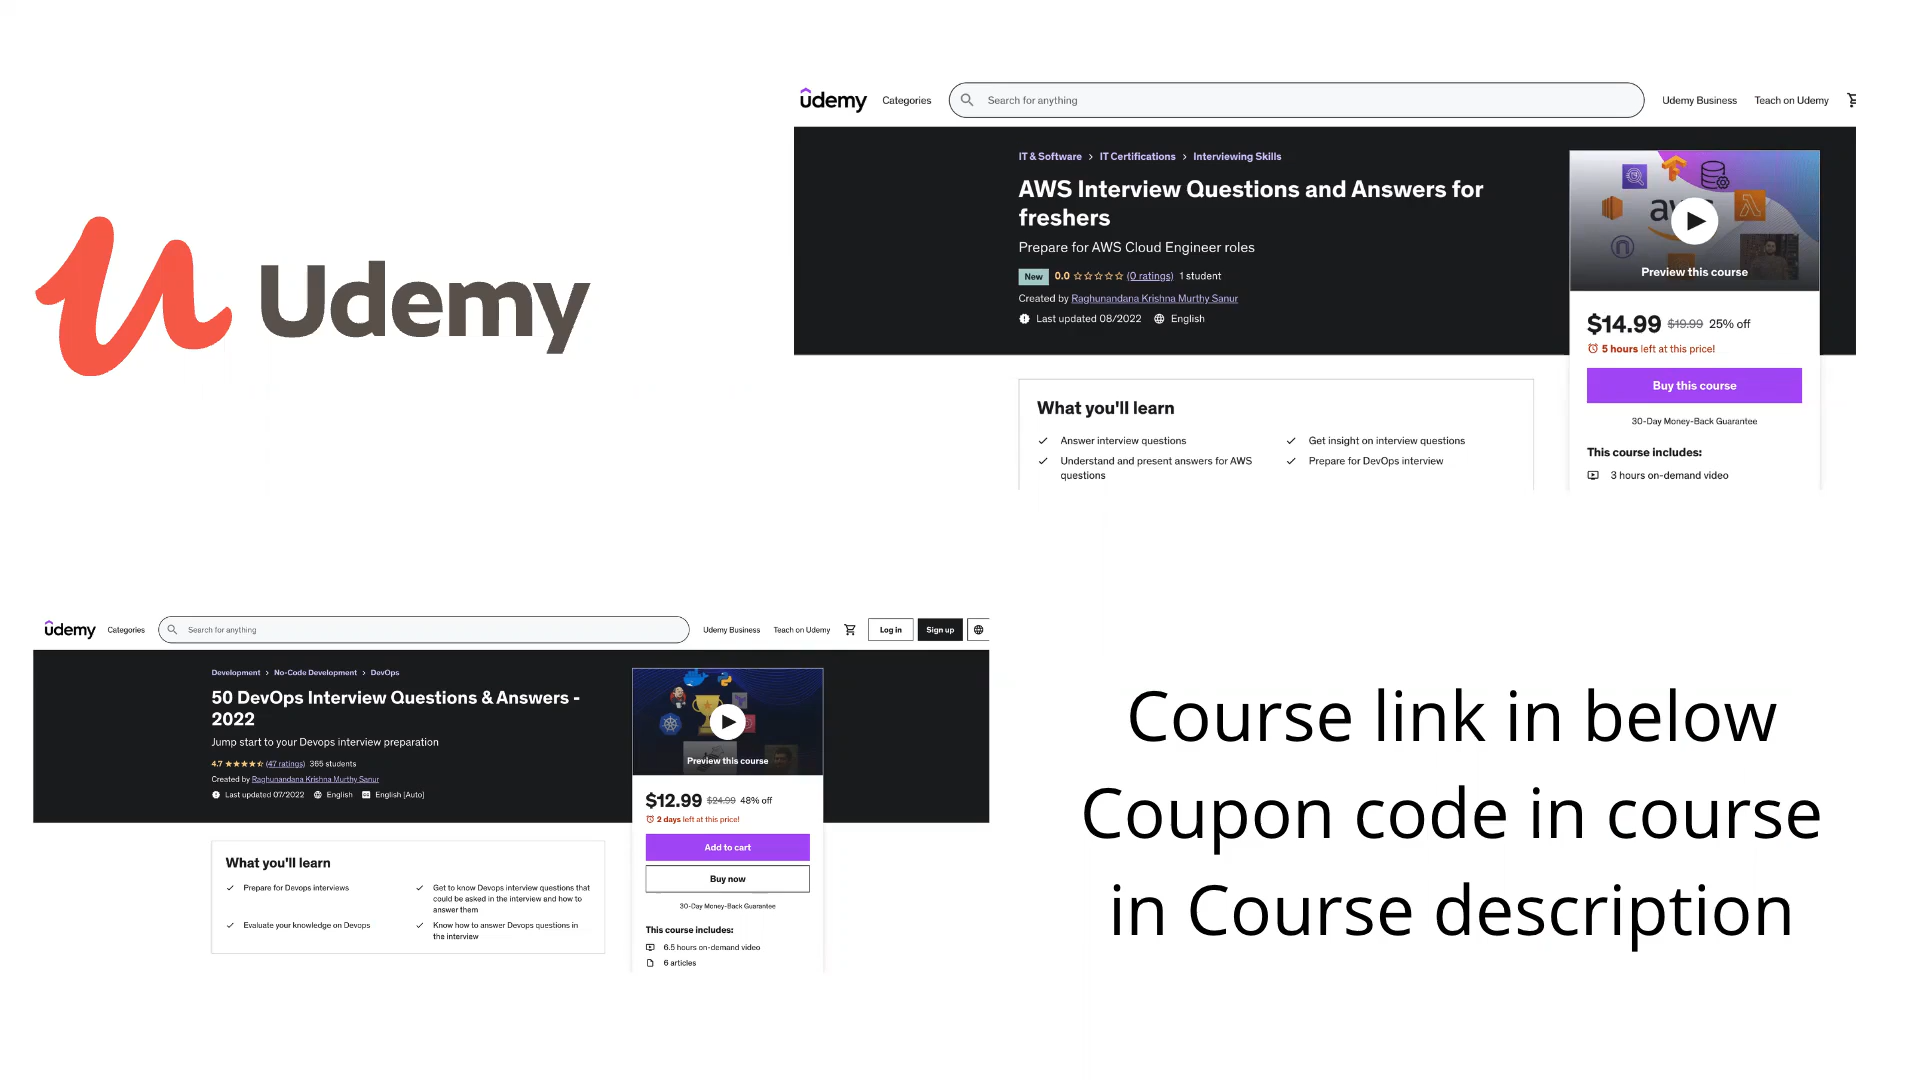 Udemy
ûdemy Categories Search for anything Udemy Business Teach on Udemy
IT & Software > IT Certifications > Interviewing Skills
AWS Interview Questions and Answers for
freshers
Prepare for AWS Cloud Engineer roles
New 0.0 (0 ratings) 1 student
Created by Raghunandana Krishna Murthy Sanur
Last updated 08/2022 English
aws
Preview this course
$14.99 $19.99 25% off
5 hours left at this price!
Buy this course
30-Day Money-Back Guarantee
This course includes:
3 hours on-demand video
What you'll learn
Answer interview questions
Understand and present answers for AWS
questions
Get insight on interview questions
Prepare for DevOps interview
ûdemy Categories Search for anything Udemy Business Teach on Udemy Log in Sign up
Development > No-Code Development > DevOps
50 DevOps Interview Questions & Answers -
2022
Jump start to your Devops interview preparation
4.7 (47 ratings) 365 students
Created by Raghunandana Krishna Murthy Sanur
Last updated 07/2022 English English [Auto]
Preview this course
$12.99 $24.99 48% off
2 days left at this price!
Add to cart
Buy now
30-Day Money-Back Guarantee
This course includes:
6.5 hours on-demand video
6 articles
What you'll learn
Prepare for Devops interviews
Evaluate your knowledge on Devops
Get to know Devops interview questions that
could be asked in the interview and how to
answer them
Know how to answer Devops questions in
the interview
Course link in below
Coupon code in course
in Course description